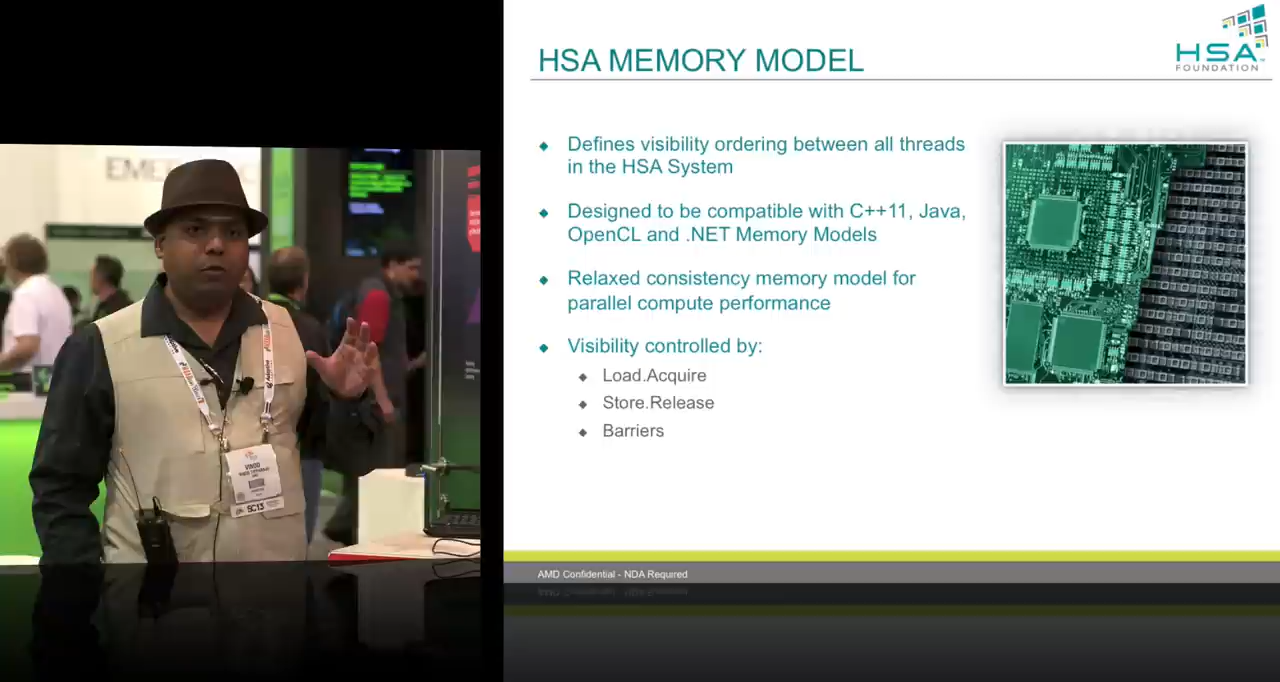 HSA MEMORY MODEL
HSA
FOUNDATION
Defines visibility ordering between all threads
in the HSA System
Designed to be compatible with C++11, Java,
OpenCL and .NET Memory Models
Relaxed consistency memory model for
parallel compute performance
Visibility controlled by:
Load.Acquire
Store.Release
Barriers
AMD Confidential - NDA Required
VINOD
SC13